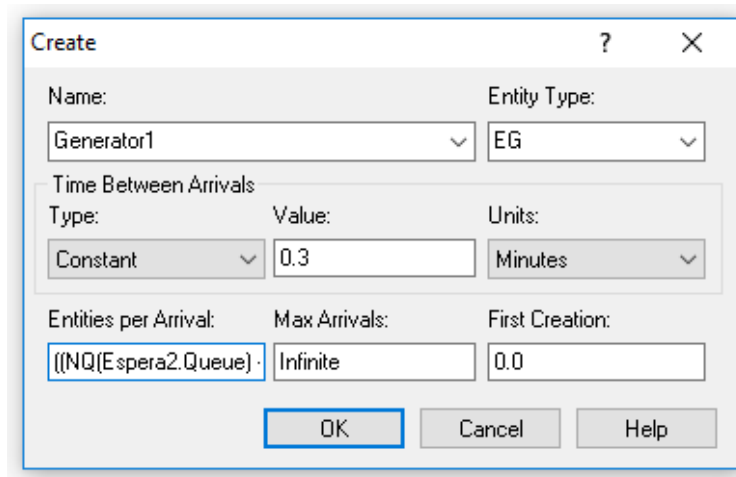 Create ?
Name: Entity Type:
Generator1 EG
Time Between Arrivals
Type: Value: Units:
Constant 0.3 Minutes
Entities per Arrival: Max Arrivals: First Creation:
((NQ(Espera2.Queue) · Infinite 0.0
OK Cancel Help